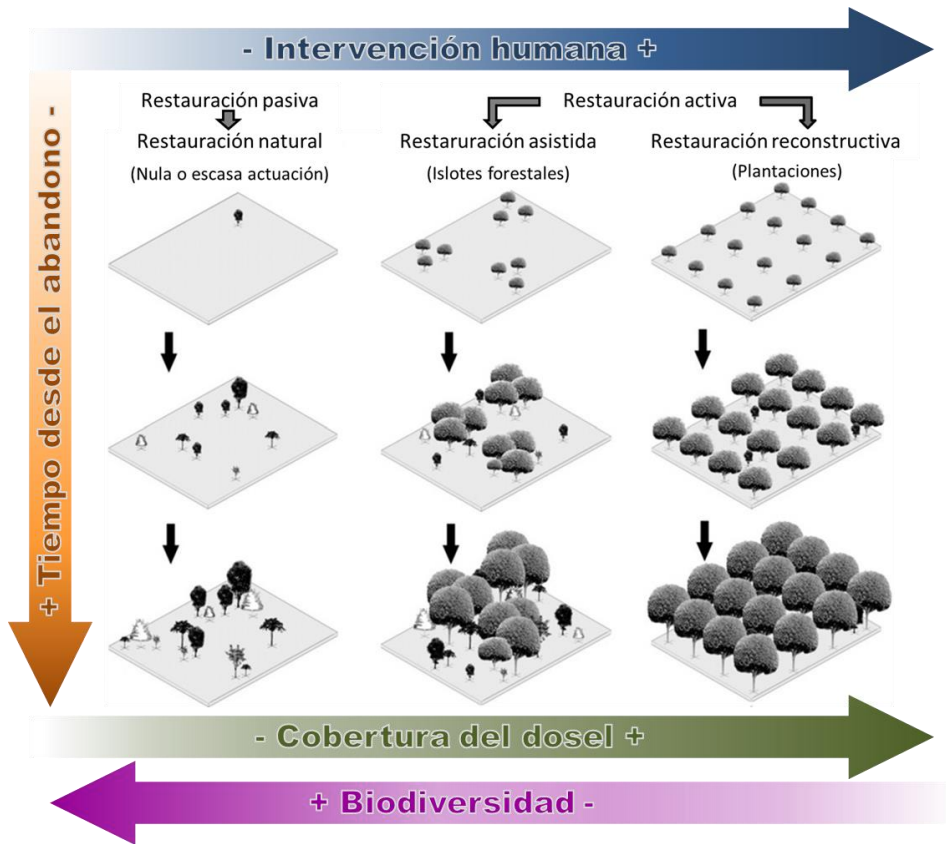 - Intervención humana +
+ Tiempo desde el abandono -
Restauración pasiva
Restauración activa
Restauración natural
Restaruración asistida
Restauración reconstructiva
(Nula o escasa actuación)
(Islotes forestales)
(Plantaciones)
- Cobertura del dosel +
+ Biodiversidad -